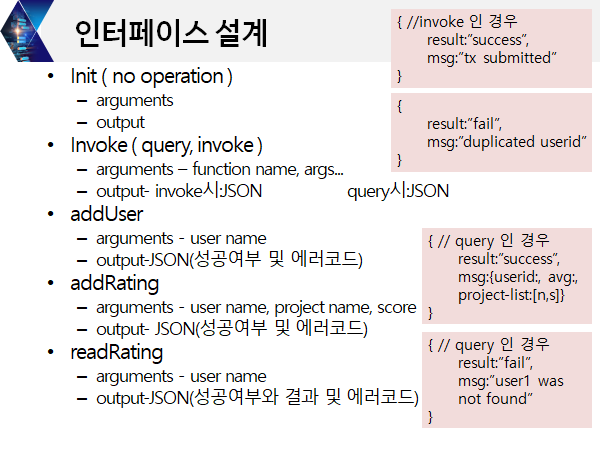 인터페이스 설계
• Init ( no operation )
– arguments
– output
• Invoke ( query, invoke )
– arguments – function name, args...
– output- invoke시:JSON query시:JSON
• addUser
– arguments - user name
– output-JSON(성공여부 및 에러코드)
• addRating
– arguments - user name, project name, score
– output- JSON(성공여부 및 에러코드)
• readRating
– arguments - user name
– output-JSON(성공여부와 결과 및 에러코드)
{ //invoke 인 경우
result:”success”,
msg:”tx submitted”
}
{
result:”fail”,
msg:”duplicated userid”
}
{ // query 인 경우
result:”success”,
msg:{userid:, avg:,
project-list:[n,s]}
}
{ // query 인 경우
result:”fail”,
msg:”user1 was
not found”
}